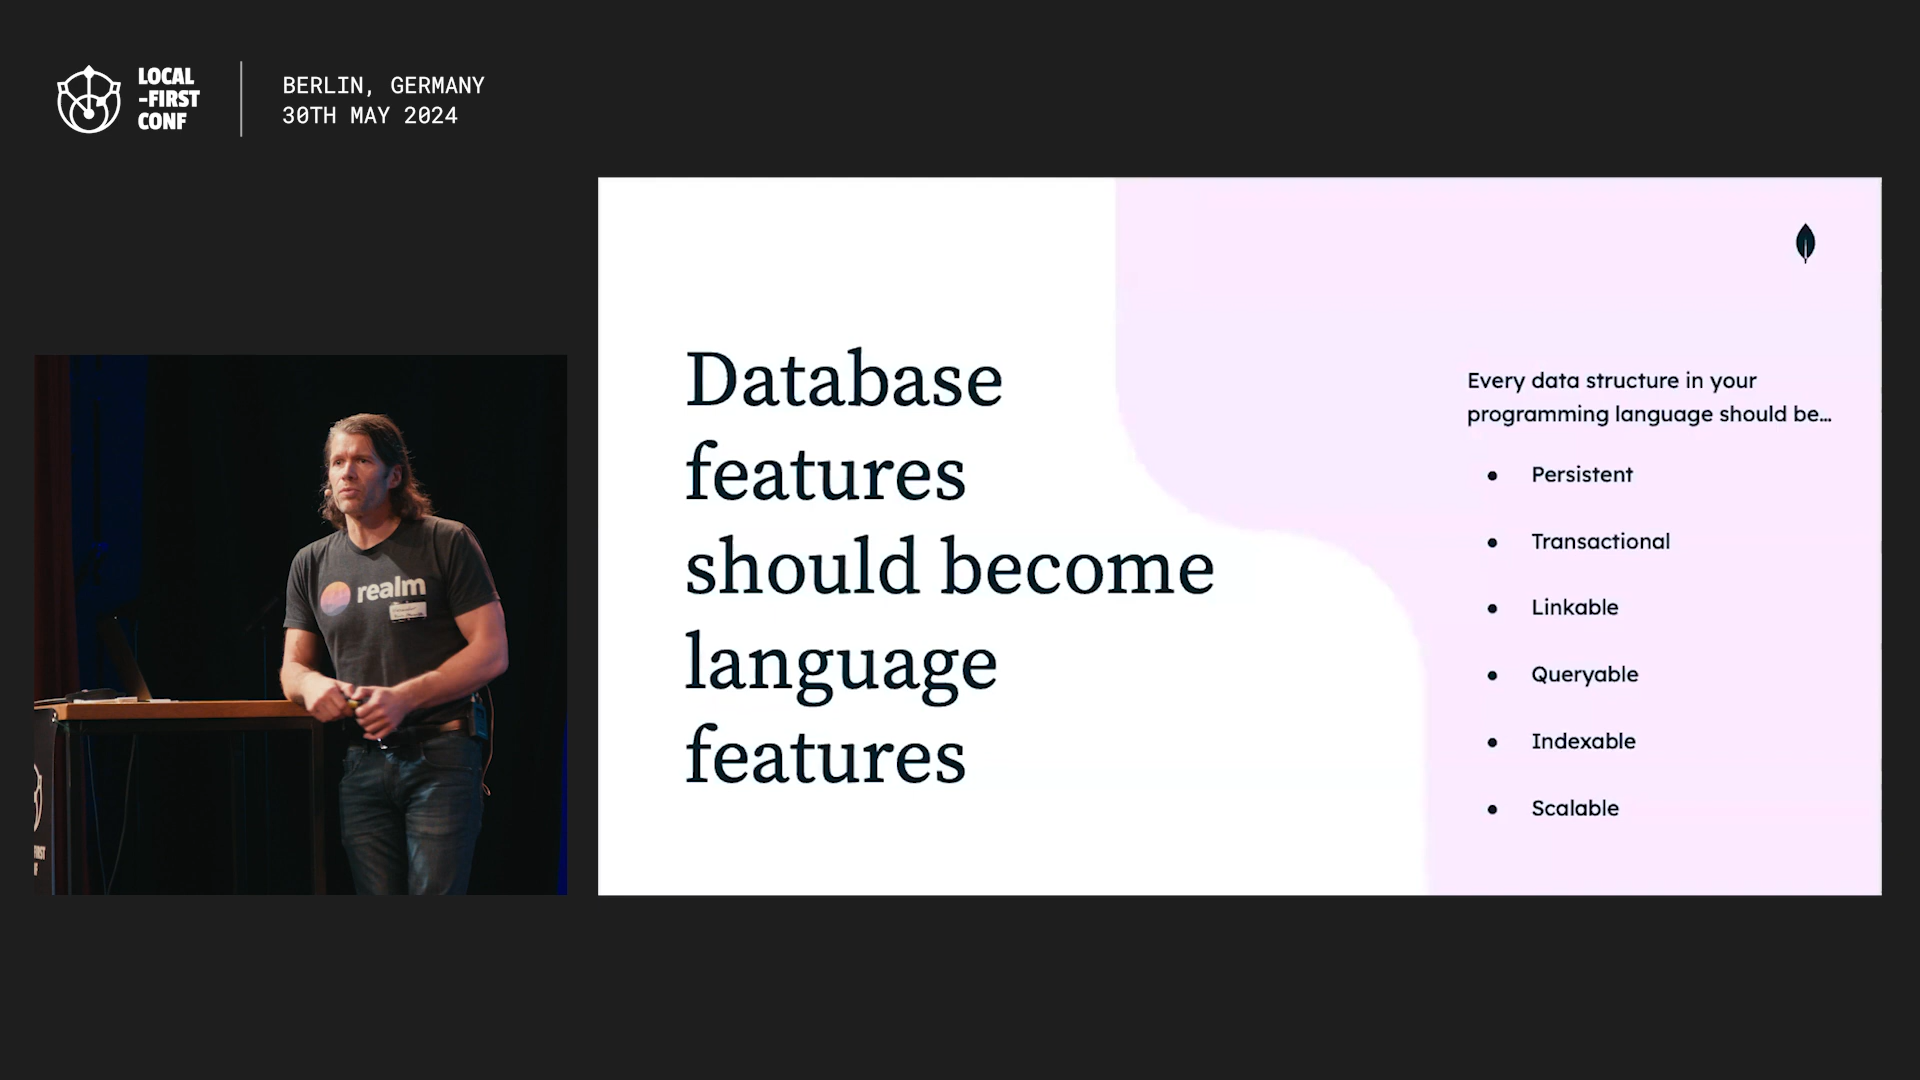 LOCAL
-FIRST
CONF
BERLIN, GERMANY
30TH MAY 2024
realm
Database
features
should become
language
features
Every data structure in your
programming language should be...
• Persistent
• Transactional
• Linkable
• Queryable
• Indexable
• Scalable